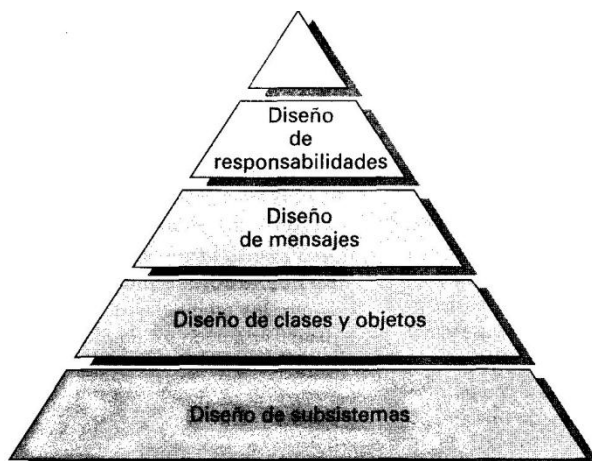 Diseño
de
responsabilidades
Diseño
de mensajes
Diseño de clases y objetos
Diseño de subsistemas